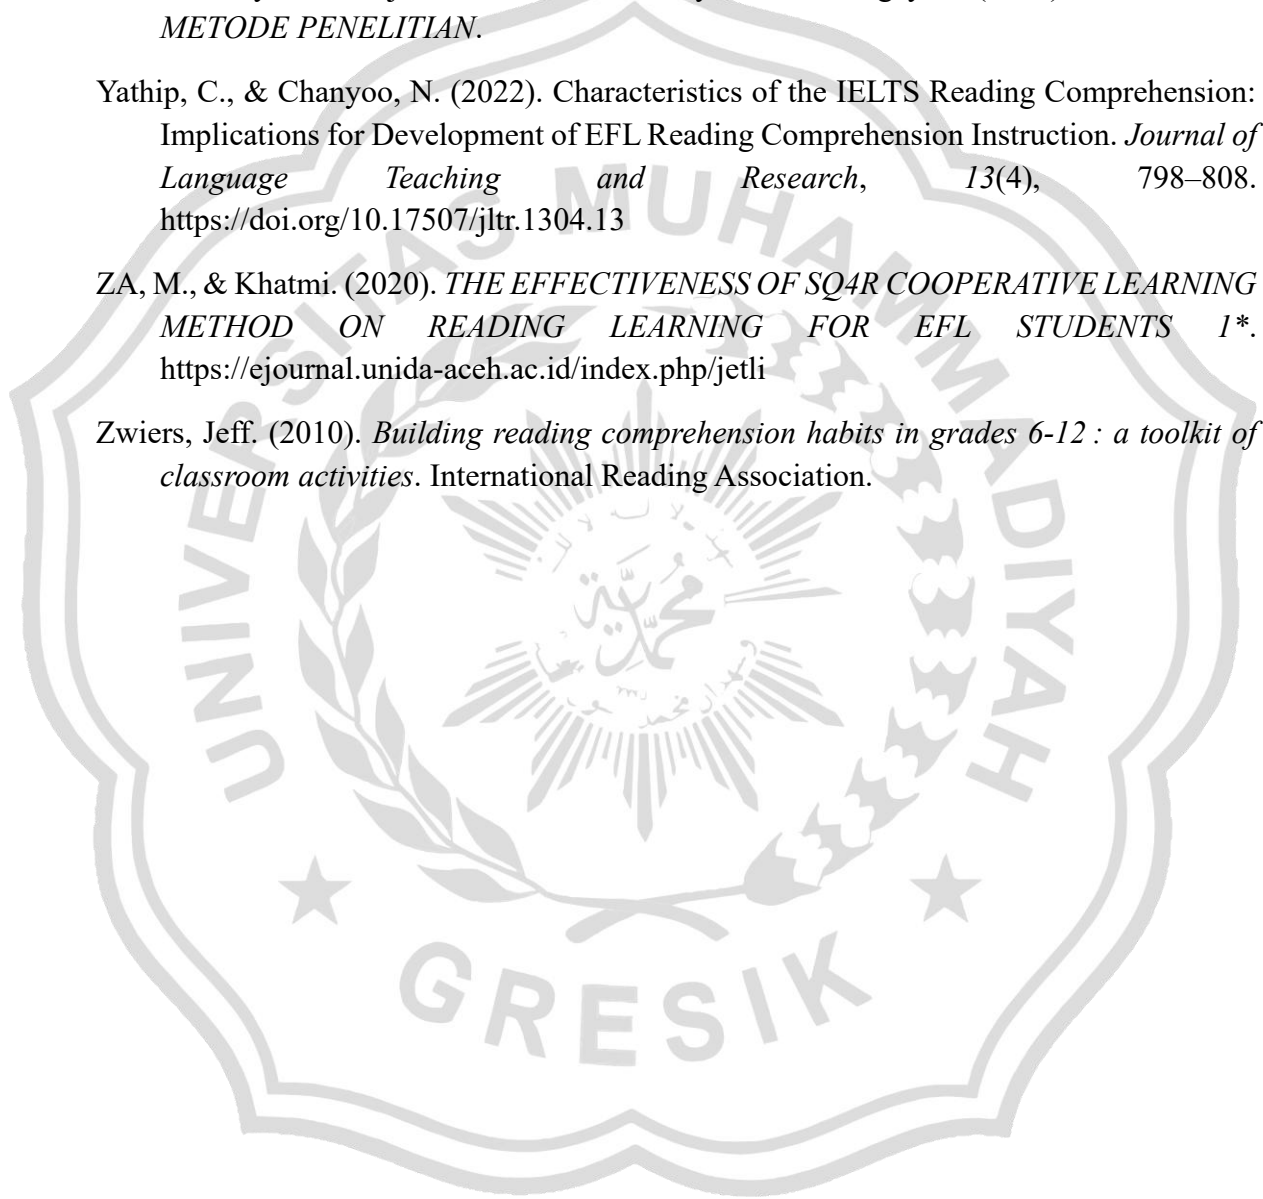 METODE PENELITIAN.
Yathip, C., & Chanyoo, N. (2022). Characteristics of the IELTS Reading Comprehension:
Implications for Development of EFL Reading Comprehension Instruction. Journal of
Language Teaching and Research, 13(4), 798–808.
https://doi.org/10.17507/jltr.1304.13
ZA, M., & Khatmi. (2020). THE EFFECTIVENESS OF SQ4R COOPERATIVE LEARNING
METHOD ON READING LEARNING FOR EFL STUDENTS 1*.
https://ejournal.unida-aceh.ac.id/index.php/jetli
Zwiers, Jeff. (2010). Building reading comprehension habits in grades 6-12 : a toolkit of
classroom activities. International Reading Association.
UNIVERSITAS MUHAMMADIYAH
GRESIK